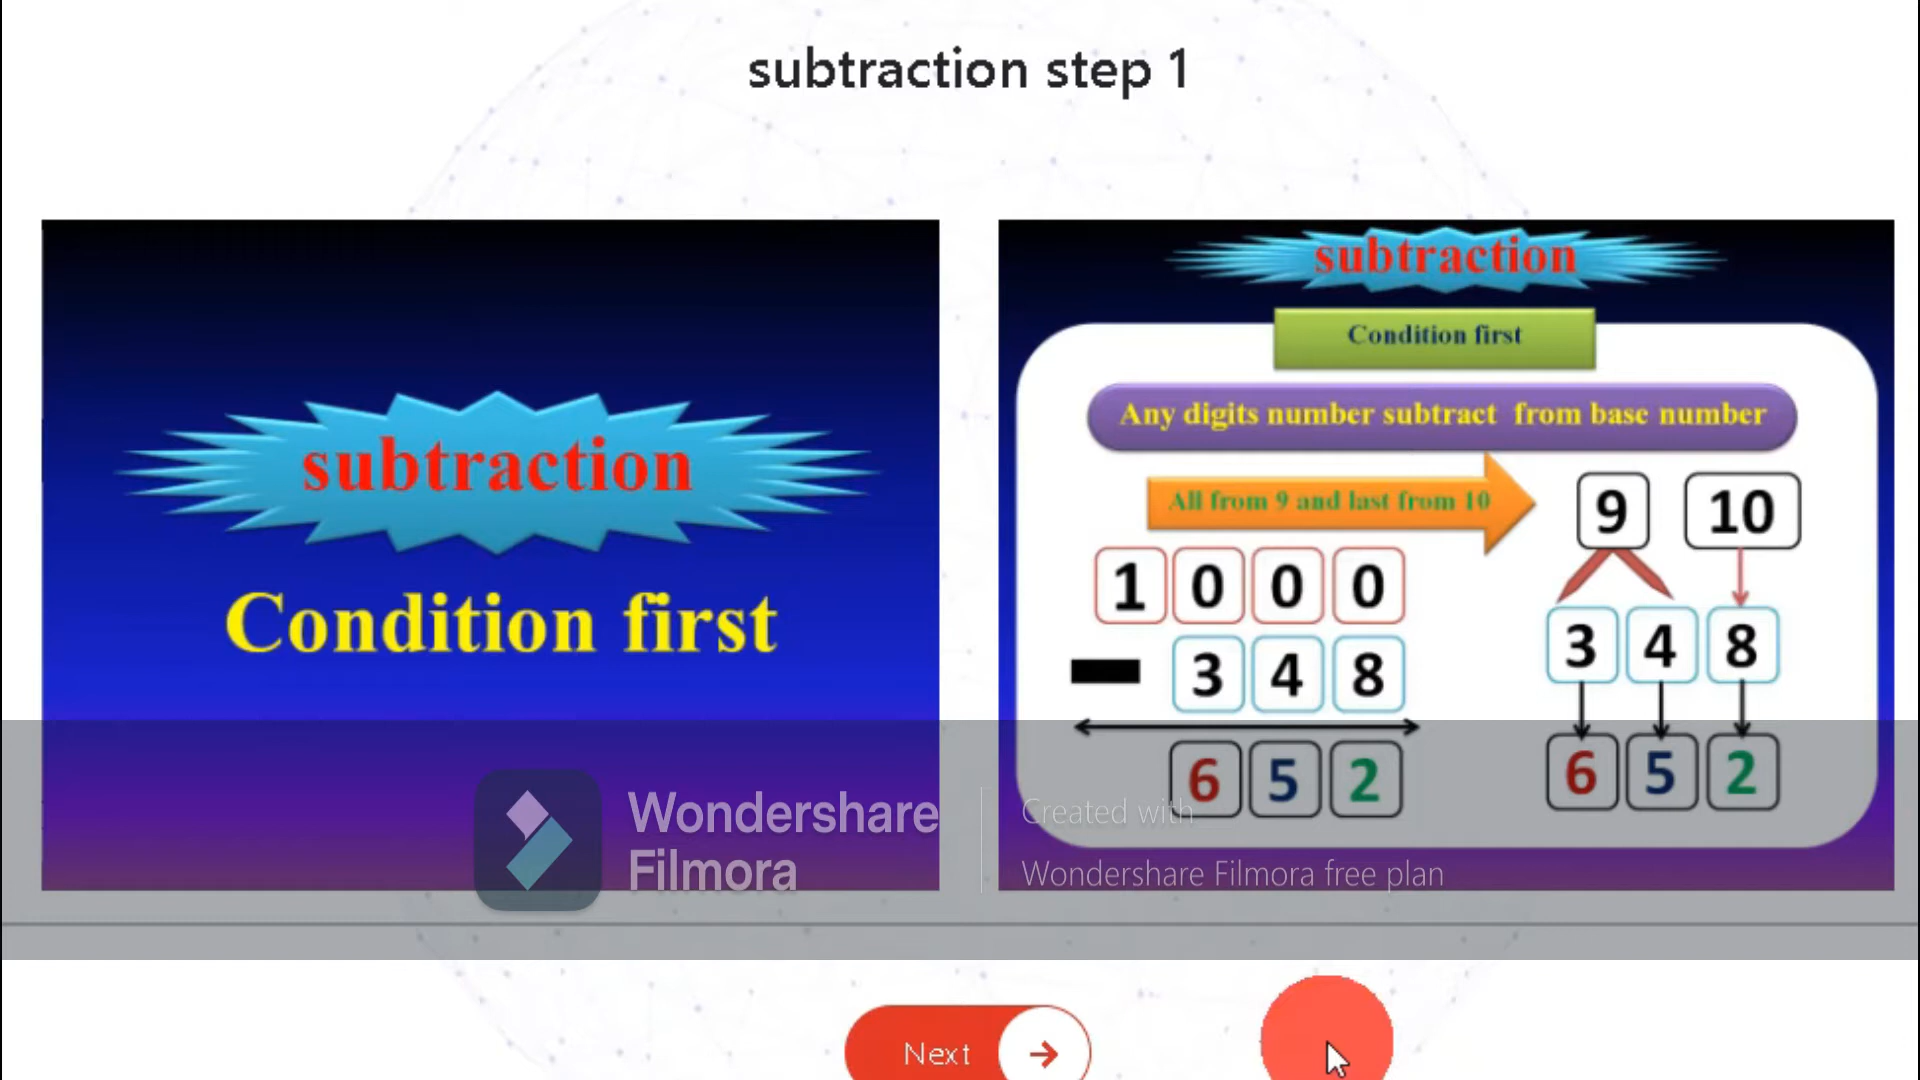 subtraction step 1
subtraction
Condition first
subtraction
Condition first
Any digits number subtract from base number
All from 9 and last from 10
9 10
1 0 0 0
3 4 8
- 3 4 8
6 5 2
6 5 2
Wondershare
Filmora
Created with
Wondershare Filmora free plan
Next